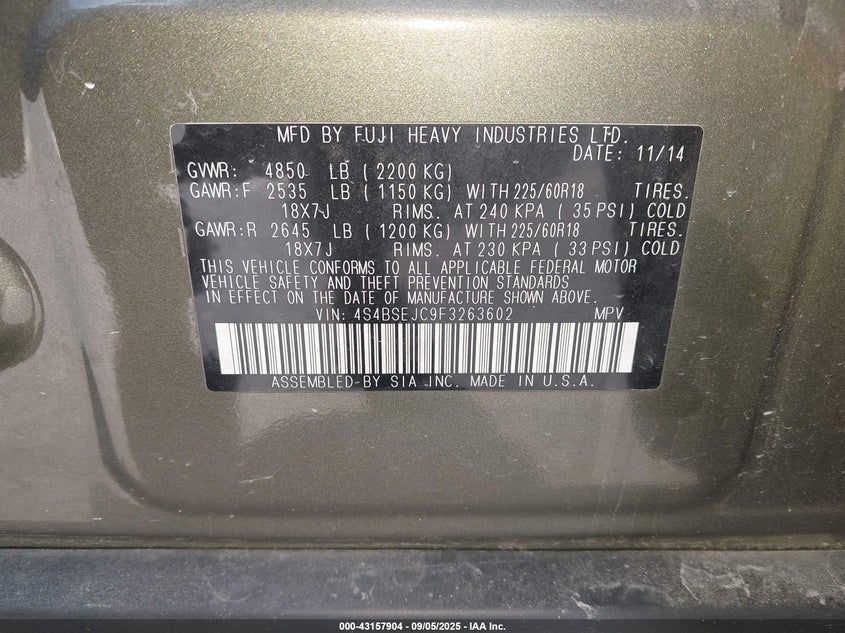 MFD BY FUJI HEAVY INDUSTRIES LTD.
DATE: 11/14
GVWR: 4850 LB (2200 KG)
GAWR:F 2535 LB (1150 KG) WITH 225/60R18 TIRES.
18X7J RIMS. AT 240 KPA (35 PSI) COLD
GAWR:R 2645 LB (1200 KG) WITH 225/60R18 TIRES.
18X7J RIMS. AT 230 KPA (33 PSI) COLD
THIS VEHICLE CONFORMS TO ALL APPLICABLE FEDERAL MOTOR
VEHICLE SAFETY AND THEFT PREVENTION STANDARDS
IN EFFECT ON THE DATE OF MANUFACTURE SHOWN ABOVE.
VIN: 4S4BSEJC9F3263602 MPV
ASSEMBLED BY SIA INC. MADE IN U.S.A.
000-43157904 - 09/05/2025 - IAA Inc.